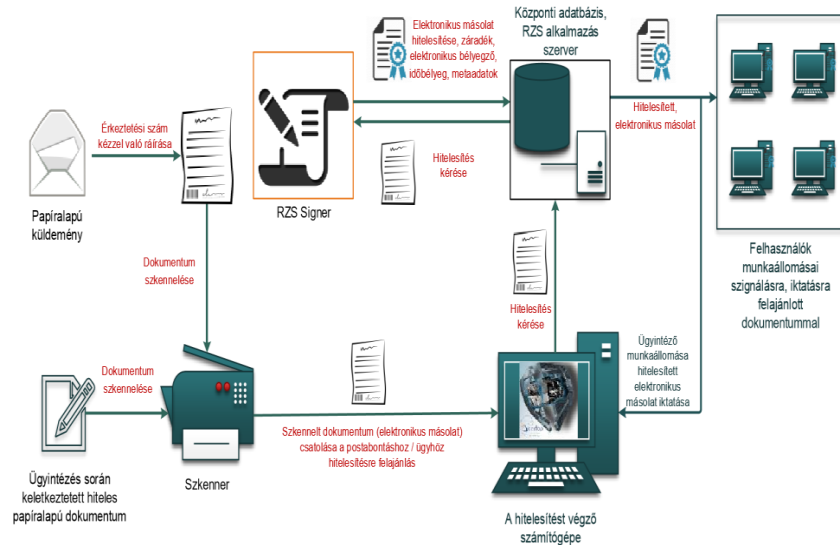 Elektronikus másolat
hitelesítése, záradék,
elektronikus bélyegző,
időbélyeg, metaadatok
Központi adatbázis,
RZS alkalmazás
szerver
Érkeztetési szám
kézzel való ráírása
Hitelesített,
elektronikus másolat
Hitelesítés
kérése
Papíralapú
küldemény
RZS Signer
Dokumentum
szkennelése
Felhasználók
munkaállomásai
szignálásra, iktatásra
felajánlott
dokumentummal
Hitelesítés
kérése
Ügyintéző
munkaállomása
hitelesített
elektronikus
másolat iktatása
Dokumentum
szkennelése
Szkennelt dokumentum (elektronikus másolat)
csatolása a postabontáshoz / ügyhöz
hitelesítésre felajánlás
Ügyintézés során
keletkeztetett hiteles
papíralapú dokumentum
Szkenner
A hitelesítést végző
számítógépe